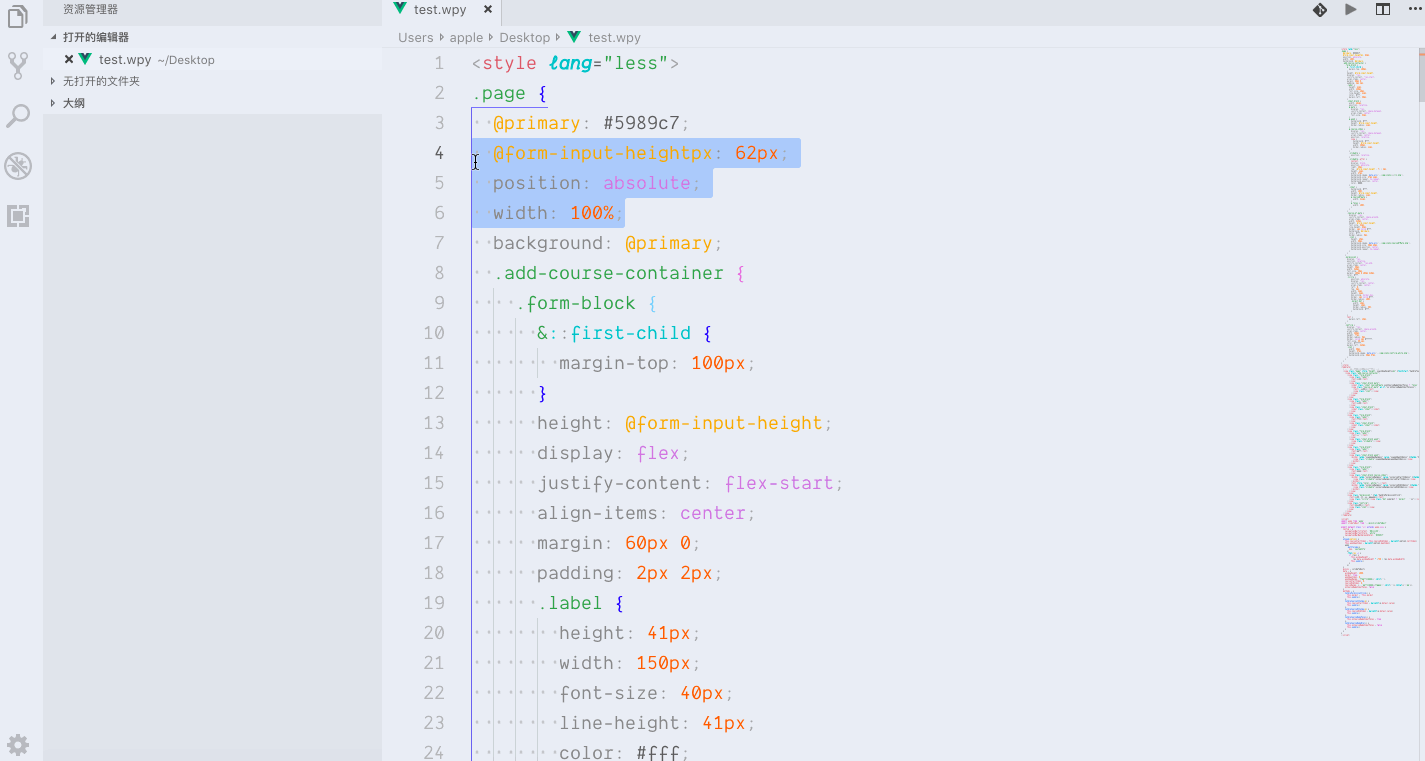 资源管理器
打开的编辑器
test.wpy ~/Desktop
无打开的文件夹
大纲
test.wpy
Users apple Desktop test.wpy
1 <style lang="less">
2 .page {
3 @primary: #5989c7;
4 @form-input-heightpx: 62px;
5 position: absolute;
6 width: 100%;
7 background: @primary;
8 .add-course-container {
9 .form-block {
10 &::first-child {
11 margin-top: 100px;
12 }
13 height: @form-input-height;
14 display: flex;
15 justify-content: flex-start;
16 align-items: center;
17 margin: 60px 0;
18 padding: 2px 2px;
19 .label {
20 height: 41px;
21 width: 150px;
22 font-size: 40px;
23 line-height: 41px;
24 color: #fff;